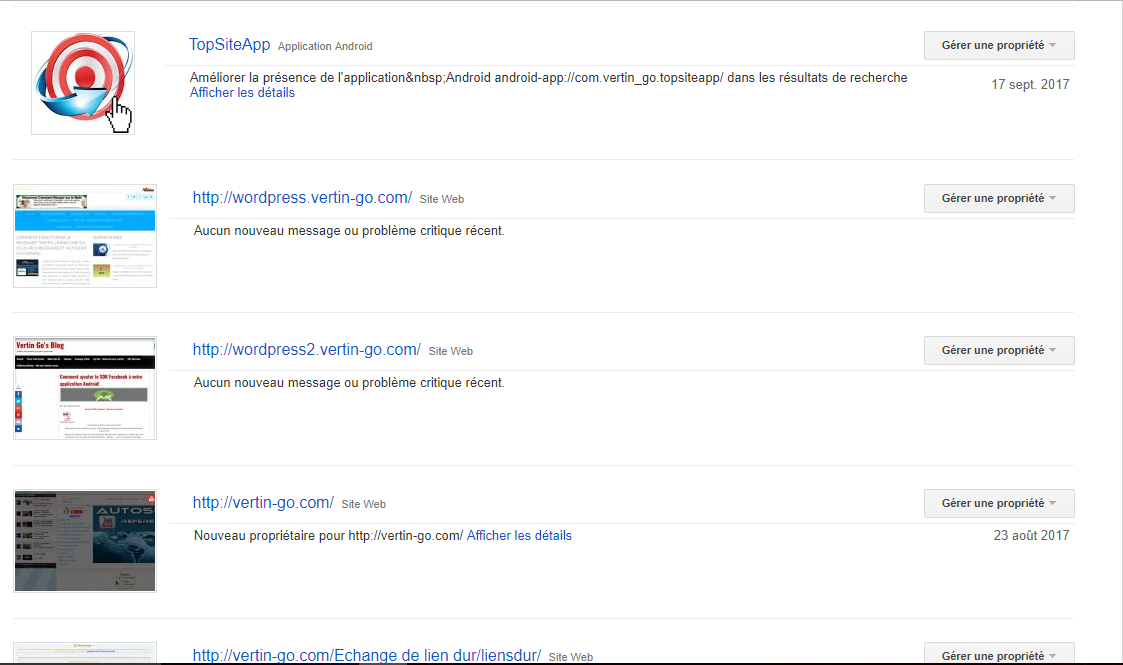 TopSiteApp Application Android
Gérer une propriété
Améliorer la présence de l'application&nbsp;Android android-app://com.vertin_go.topsiteapp/ dans les résultats de recherche
Afficher les détails
17 sept. 2017
http://wordpress.vertin-go.com/ Site Web
Gérer une propriété
Aucun nouveau message ou problème critique récent.
Vertin Go's Blog
Comment ajouter le SDK Facebook à votre
application Android!
http://wordpress2.vertin-go.com/ Site Web
Gérer une propriété
Aucun nouveau message ou problème critique récent.
AUTOS
http://vertin-go.com/ Site Web
Gérer une propriété
Nouveau propriétaire pour http://vertin-go.com/ Afficher les détails
23 août 2017
http://vertin-go.com/Echange de lien dur/liensdur/ Site Web
Gérer une propriété